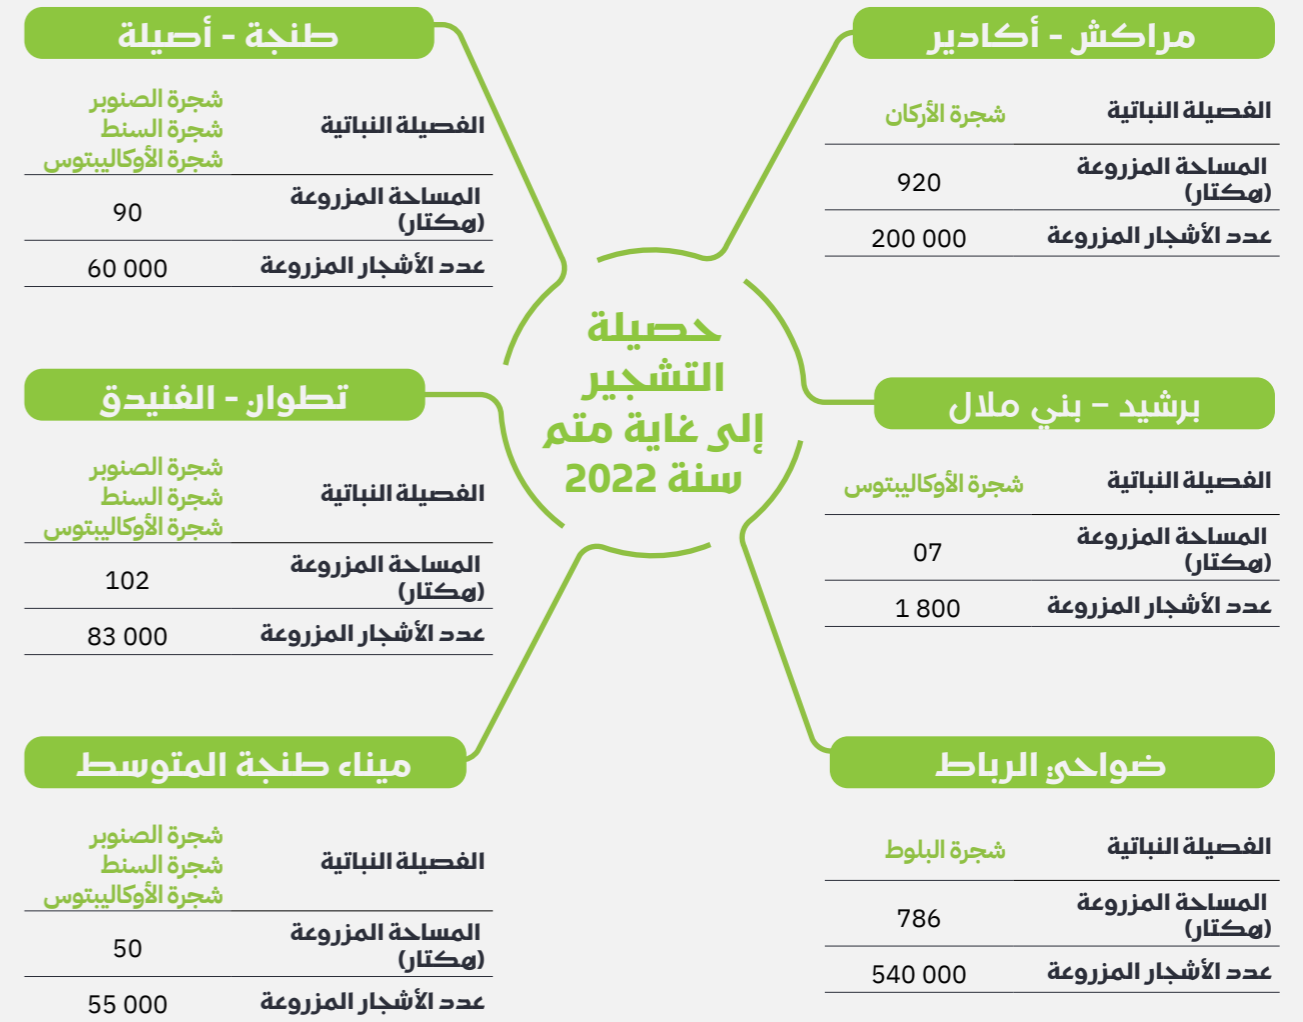 مراكش - أكادير
الفصيلة النباتية
شجرة الأركان
المساحة المزروعة
(هكتار)
920
عدد الأشجار المزروعة
200 000
طنجة - أصيلة
الفصيلة النباتية
شجرة الصنوبر
شجرة السنط
شجرة الأوكاليبتوس
المساحة المزروعة
(هكتار)
90
عدد الأشجار المزروعة
60 000
حصيلة
التشجير
إلى غاية متم
سنة 2022
برشيد – بني ملال
الفصيلة النباتية
شجرة الأوكاليبتوس
المساحة المزروعة
(هكتار)
07
عدد الأشجار المزروعة
1 800
تطوان - الفنيدق
الفصيلة النباتية
شجرة الصنوبر
شجرة السنط
شجرة الأوكاليبتوس
المساحة المزروعة
(هكتار)
102
عدد الأشجار المزروعة
83 000
ضواحي الرباط
الفصيلة النباتية
شجرة البلوط
المساحة المزروعة
(هكتار)
786
عدد الأشجار المزروعة
540 000
ميناء طنجة المتوسط
الفصيلة النباتية
شجرة الصنوبر
شجرة السنط
شجرة الأوكاليبتوس
المساحة المزروعة
(هكتار)
50
عدد الأشجار المزروعة
55 000